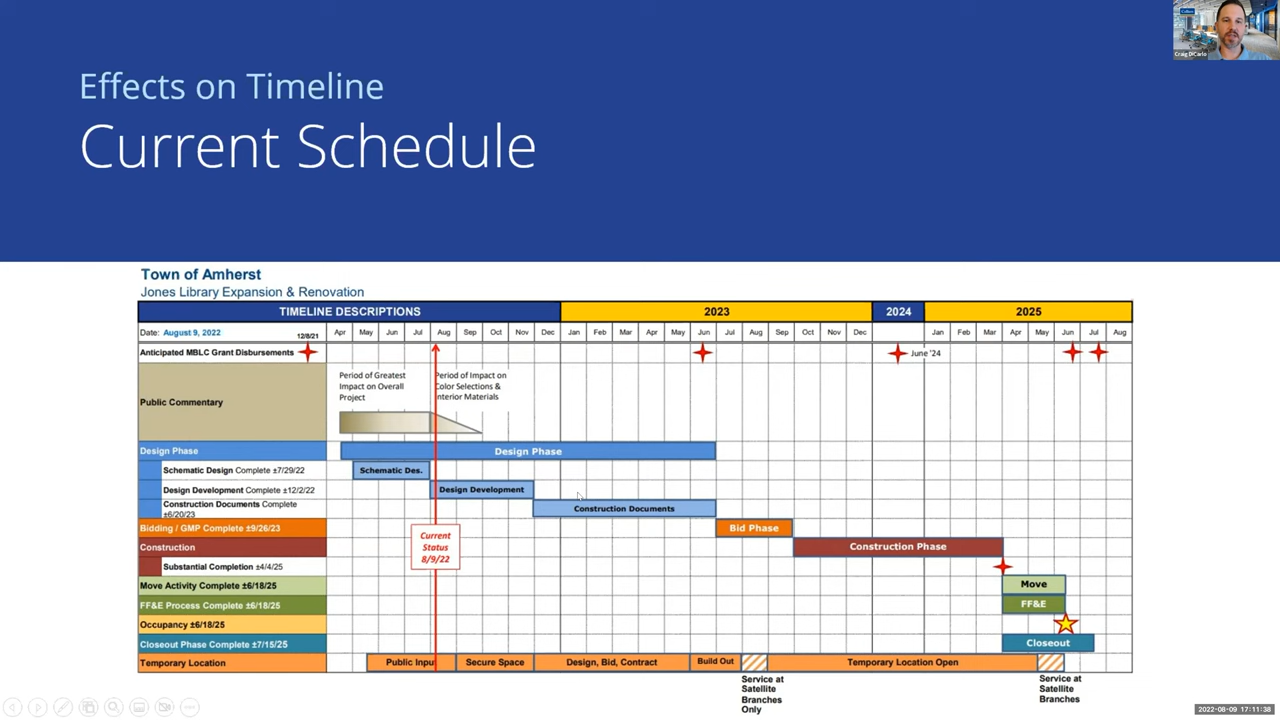 Effects on Timeline
Current Schedule
Craig DiCarlo
Town of Amherst
Jones Library Expansion & Renovation
TIMELINE DESCRIPTIONS 2023 2024 2025
Date: August 9, 2022 12/8/21 Apr May Jun Jul Aug Sep Oct Nov Dec Jan Feb Mar Apr May Jun Jul Aug Sep Oct Nov Dec Jan Feb Mar Apr May Jun Jul Aug
Anticipated MBLC Grant Disbursements June '24
Public Commentary
Period of Greatest
Impact on Overall
Project
Period of Impact on
Color Selections &
Interior Materials
Design Phase Design Phase
Schematic Design Complete ±7/29/22 Schematic Des.
Design Development Complete ±12/2/22 Design Development
Construction Documents Complete
±6/20/23
Construction Documents
Bidding / GMP Complete ±9/26/23 Bid Phase
Current
Status
8/9/22
Construction Construction Phase
Substantial Completion ±4/4/25
Move Activity Complete ±6/18/25 Move
FF&E Process Complete ±6/18/25 FF&E
Occupancy ±6/18/25
Closeout Phase Complete ±7/15/25 Closeout
Temporary Location Public Input Secure Space Design, Bid, Contract Build Out Temporary Location Open
Service at
Satellite
Branches
Only
Service at
Satellite
Branches
2022-08-09 17:11:38